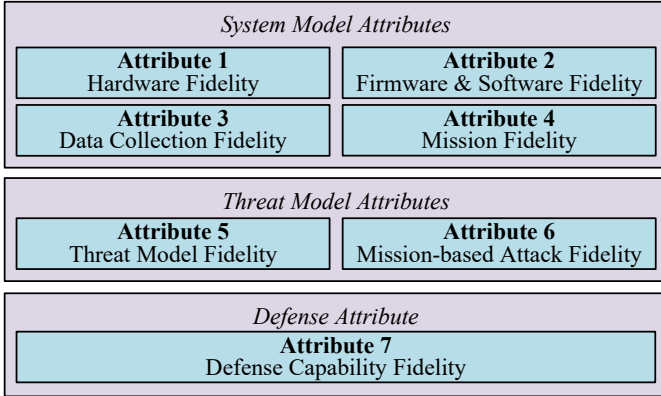 System Model Attributes
Attribute 1
Hardware Fidelity
Attribute 2
Firmware & Software Fidelity
Attribute 3
Data Collection Fidelity
Attribute 4
Mission Fidelity
Threat Model Attributes
Attribute 5
Threat Model Fidelity
Attribute 6
Mission-based Attack Fidelity
Defense Attribute
Attribute 7
Defense Capability Fidelity